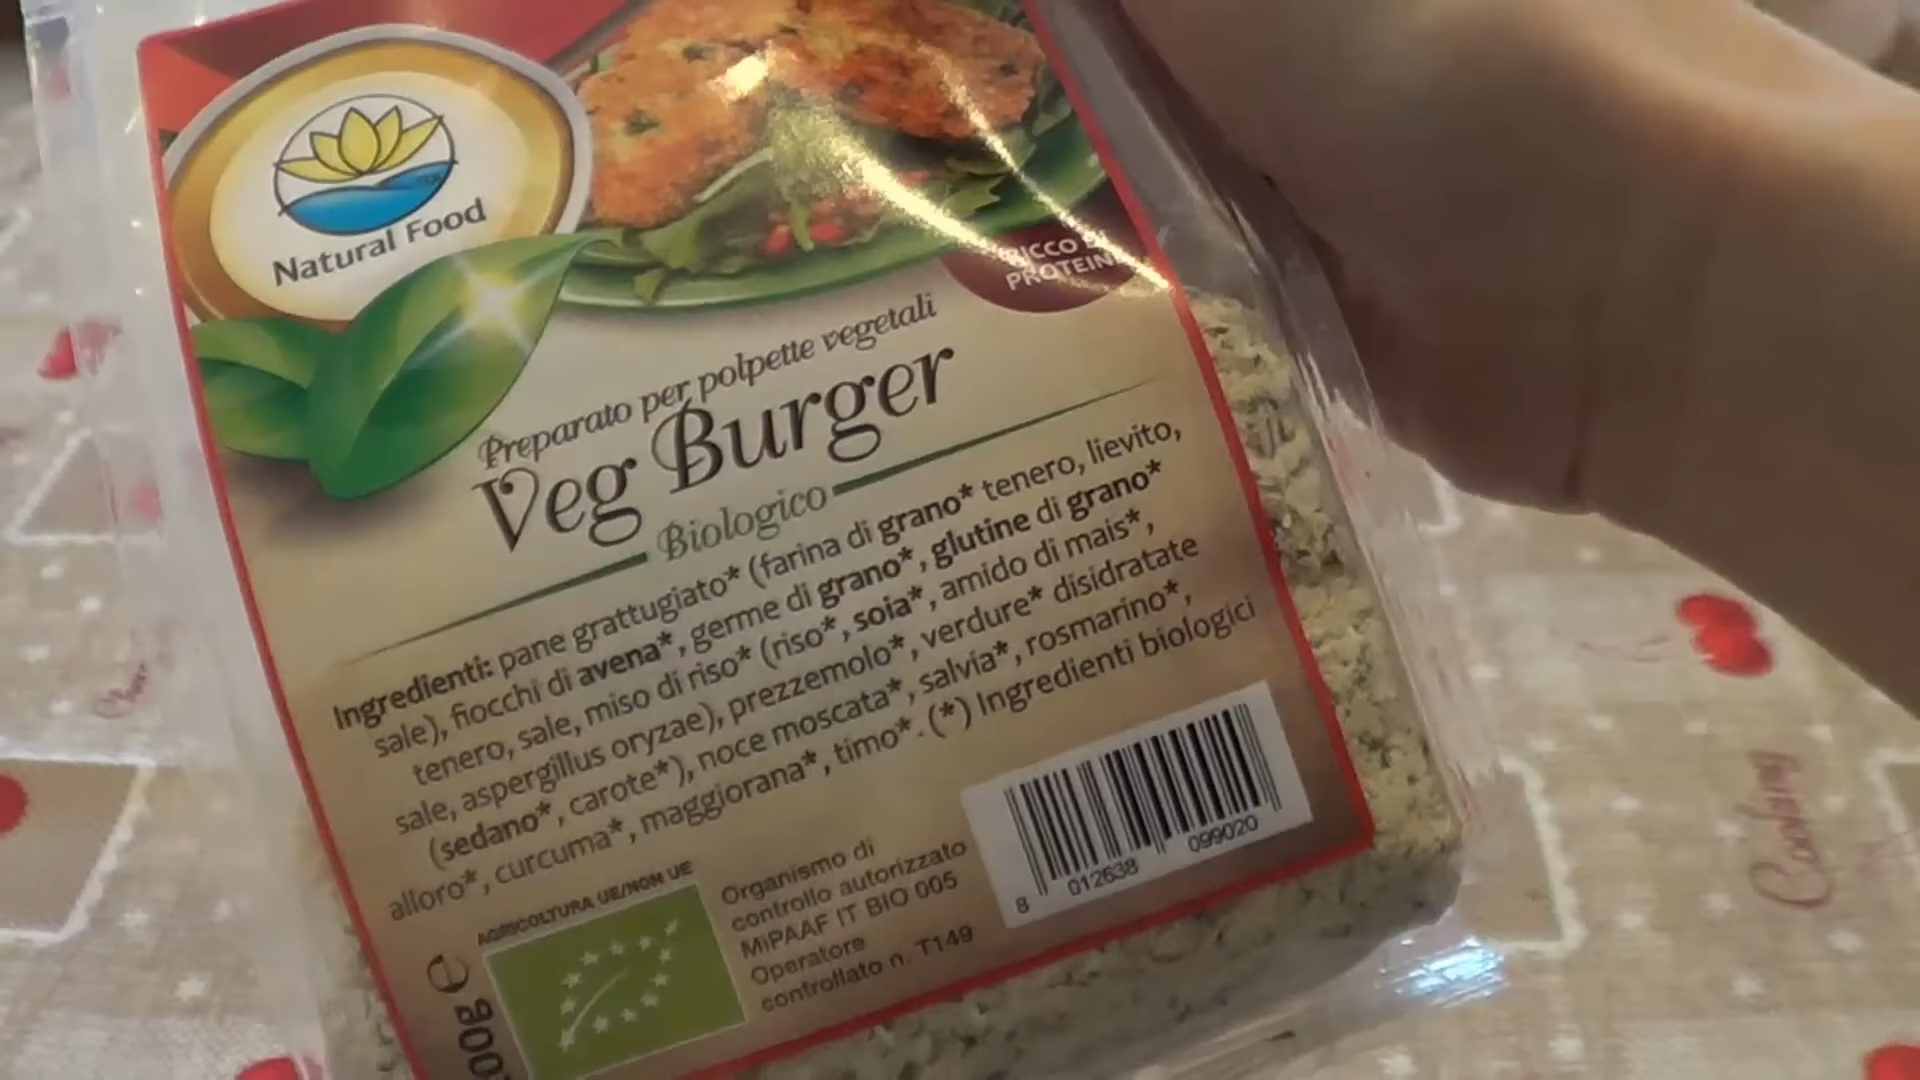 Natural Food
RICCO DI
PROTEIN
Preparato per polpette vegetali
Veg Burger
Biologico
Ingredienti: pane grattugiato* (farina di grano* tenero, lievito,
sale), fiocchi di avena*, germe di grano*, glutine di grano*
tenero, sale, miso di riso* (riso*, soia*, amido di mais*,
sale, aspergillus oryzae), prezzemolo*, verdure* disidratate
(sedano*, carote*), noce moscata*, salvia*, rosmarino*,
alloro*, curcuma*, maggiorana*, timo*. (*) Ingredienti biologici
AGRICOLTURA UE/NON UE
Organismo di
controllo autorizzato
MiPAAF IT BIO 005
Operatore
controllato n. T149
8 012638 099020
00g e
Cooking